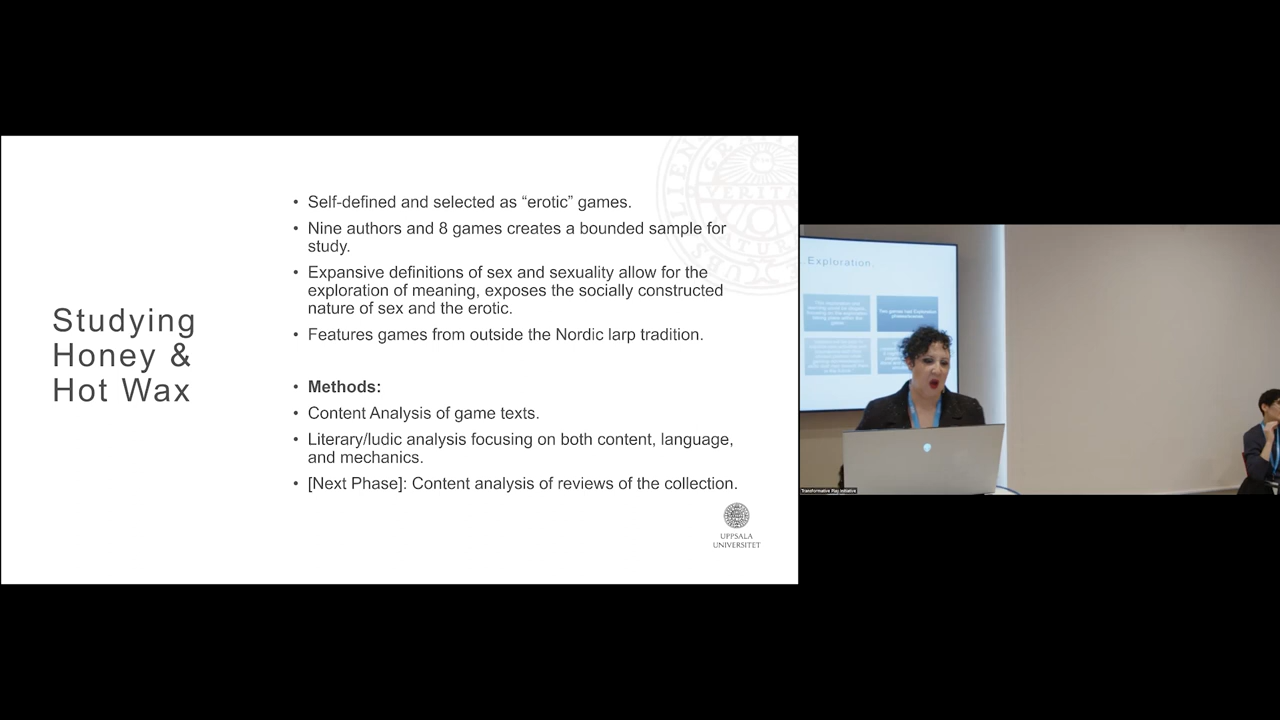 Studying
Honey &
Hot Wax
• Self-defined and selected as “erotic” games.
• Nine authors and 8 games creates a bounded sample for
study.
• Expansive definitions of sex and sexuality allow for the
exploration of meaning, exposes the socially constructed
nature of sex and the erotic.
• Features games from outside the Nordic larp tradition.
• Methods:
• Content Analysis of game texts.
• Literary/ludic analysis focusing on both content, language,
and mechanics.
• [Next Phase]: Content analysis of reviews of the collection.
UPPSALA
UNIVERSITET
VERITA
Exploration.
Transformative Play Initiative